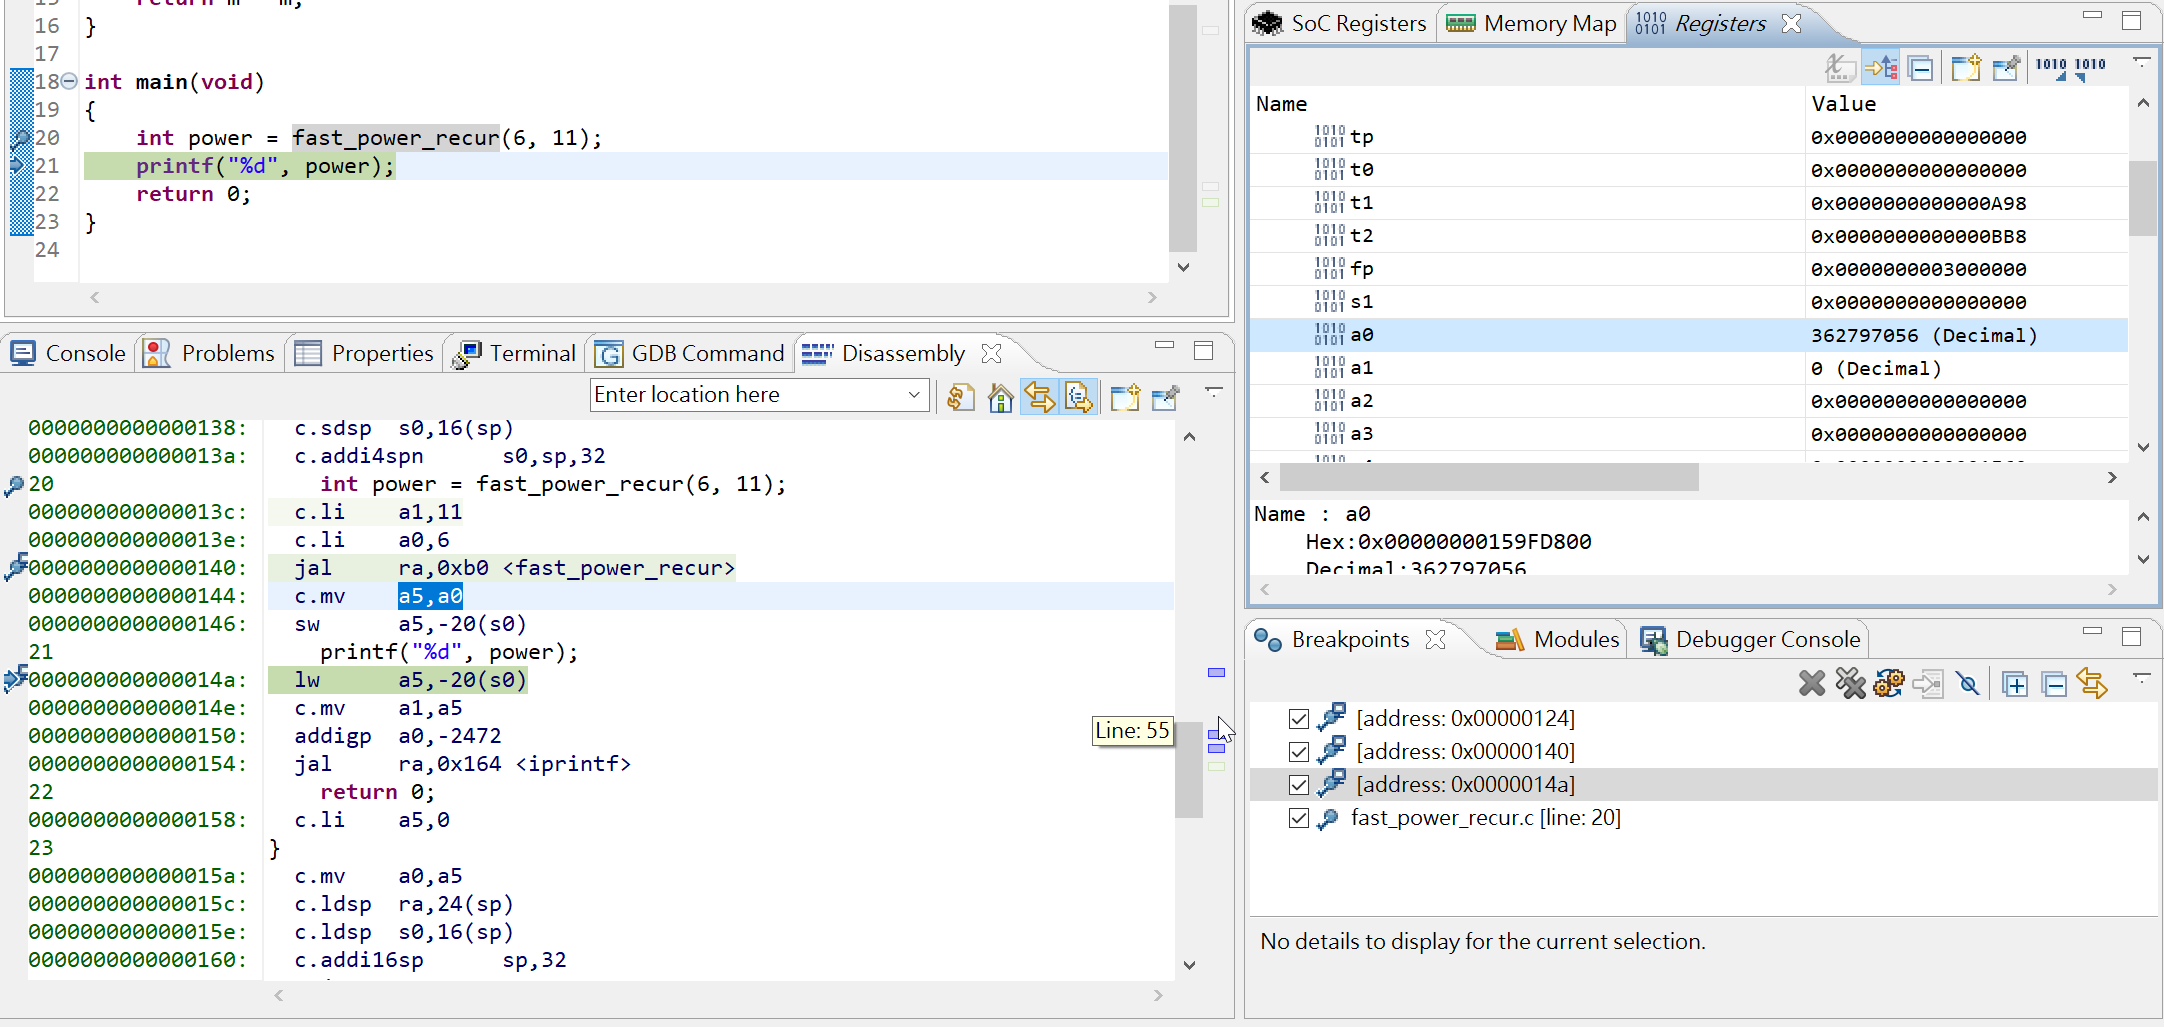 16 }
17
18 int main(void)
19 {
20 int power = fast_power_recur(6, 11);
21 printf("%d", power);
22 return 0;
23 }
24
Console Problems Properties Terminal GDB Command Disassembly
Enter location here
0000000000000138: c.sdsp s0,16(sp)
000000000000013a: c.addi4spn s0,sp,32
20 int power = fast_power_recur(6, 11);
000000000000013c: c.li a1,11
000000000000013e: c.li a0,6
0000000000000140: jal ra,0xb0 <fast_power_recur>
0000000000000144: c.mv a5,a0
0000000000000146: sw a5,-20(s0)
21 printf("%d", power);
000000000000014a: lw a5,-20(s0)
000000000000014e: c.mv a1,a5
0000000000000150: addigp a0,-2472
0000000000000154: jal ra,0x164 <iprintf>
22 return 0;
0000000000000158: c.li a5,0
23 }
000000000000015a: c.mv a0,a5
000000000000015c: c.ldsp ra,24(sp)
000000000000015e: c.ldsp s0,16(sp)
0000000000000160: c.addi16sp sp,32
Line: 55
SoC Registers Memory Map Registers
Name Value
tp 0x0000000000000000
t0 0x0000000000000000
t1 0x0000000000000A98
t2 0x0000000000000BB8
fp 0x0000000003000000
s1 0x0000000000000000
a0 362797056 (Decimal)
a1 0 (Decimal)
a2 0x0000000000000000
a3 0x0000000000000000
Name : a0
Hex:0x00000000159FD800
Decimal:362797056
Breakpoints Modules Debugger Console
[address: 0x00000124]
[address: 0x00000140]
[address: 0x0000014a]
fast_power_recur.c [line: 20]
No details to display for the current selection.